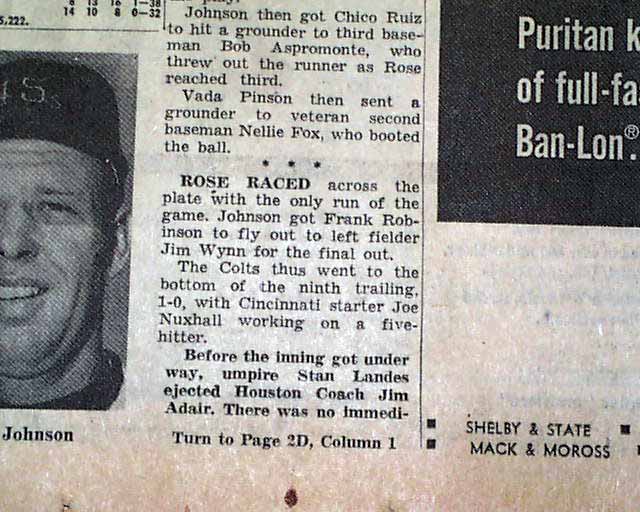 8 13 16 1—38
14 10 8 0—32
5,222.
S
Johnson
Johnson then got Chico Ruiz
to hit a grounder to third base-
man Bob Aspromonte, who
threw out the runner as Rose
reached third.
Vada Pinson then sent a
grounder to veteran second
baseman Nellie Fox, who booted
the ball.
* * *
ROSE RACED across the
plate with the only run of the
game. Johnson got Frank Rob-
inson to fly out to left fielder
Jim Wynn for the final out.
The Colts thus went to the
bottom of the ninth trailing,
1-0, with Cincinnati starter Joe
Nuxhall working on a five-
hitter.
Before the inning got under
way, umpire Stan Landes
ejected Houston Coach Jim
Adair. There was no immedi-
Turn to Page 2D, Column 1
Puritan k
of full-fa
Ban-Lon®
SHELBY & STATE
MACK & MOROSS